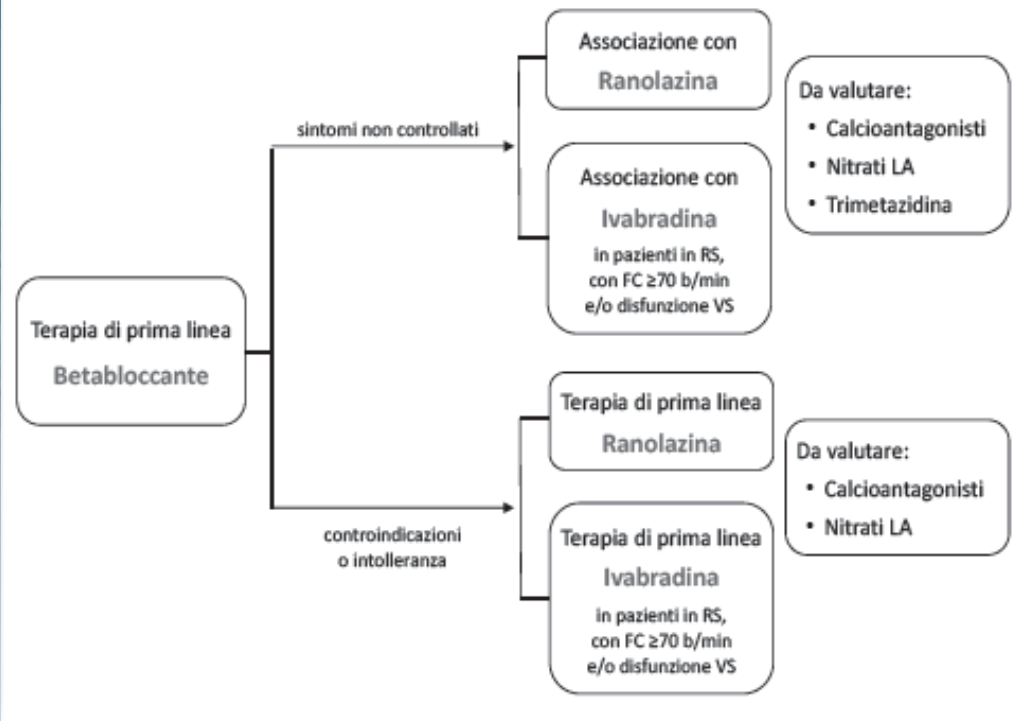 Terapia di prima linea
Betabloccante
sintomi non controllati
Associazione con
Ranolazina
Associazione con
Ivabradina
in pazienti in RS,
con FC ≥70 b/min
e/o disfunzione VS
Da valutare:
• Calcioantagonisti
• Nitrati LA
• Trimetazidina
controindicazioni
o intolleranza
Terapia di prima linea
Ranolazina
Terapia di prima linea
Ivabradina
in pazienti in RS,
con FC ≥70 b/min
e/o disfunzione VS
Da valutare:
• Calcioantagonisti
• Nitrati LA